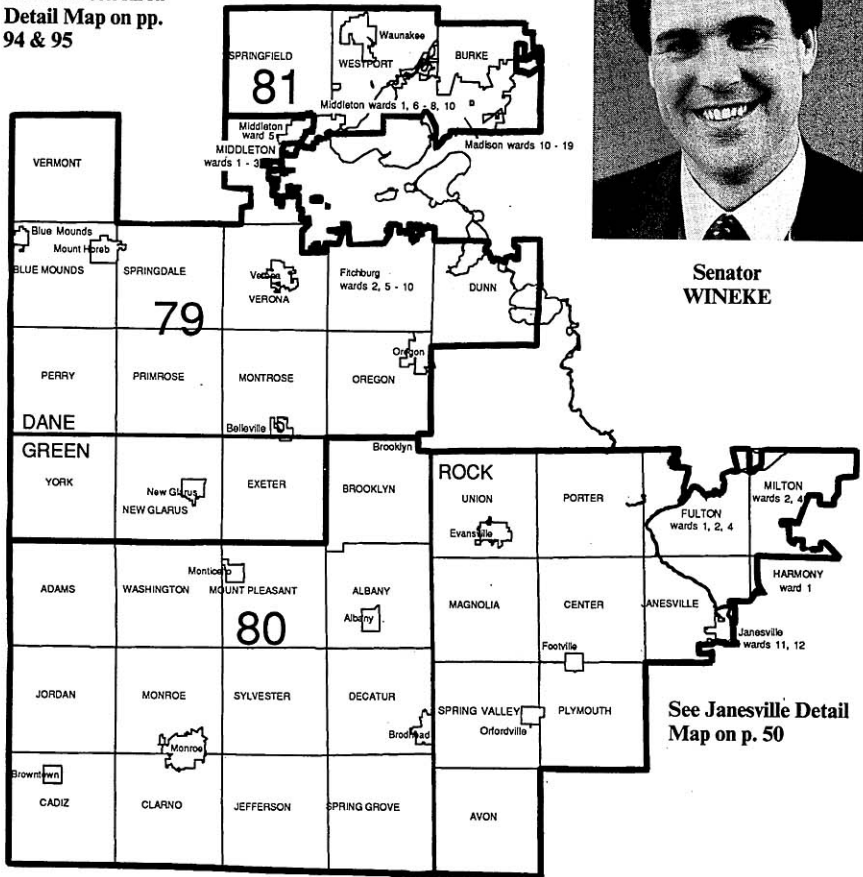 Detail Map on pp.
94 & 95
SPRINGFIELD
81
Waunakee
WESTPORT
BURKE
Middleton wards 1, 6 - 8, 10
Middleton
ward 5
MIDDLETON
wards 1 - 3
Madison wards 10 - 19
VERMONT
Blue Mounds
Mount Horeb
BLUE MOUNDS
SPRINGDALE
Verona
VERONA
Fitchburg
wards 2, 5 - 10
DUNN
79
Senator
WINEKE
Oregon
PERRY
PRIMROSE
MONTROSE
OREGON
DANE
Belleville
GREEN
Brooklyn
YORK
New Glarus
NEW GLARUS
EXETER
BROOKLYN
ROCK
UNION
Evansville
PORTER
FULTON
wards 1, 2, 4
MILTON
wards 2, 4
HARMONY
ward 1
Monticello
ADAMS
WASHINGTON
MOUNT PLEASANT
ALBANY
Albany
80
MAGNOLIA
CENTER
JANESVILLE
Janesville
wards 11, 12
Footville
JORDAN
MONROE
SYLVESTER
DECATUR
SPRING VALLEY
Orfordville
PLYMOUTH
See Janesville Detail
Map on p. 50
Monroe
Brodhead
Browntown
CADIZ
CLARNO
JEFFERSON
SPRING GROVE
AVON